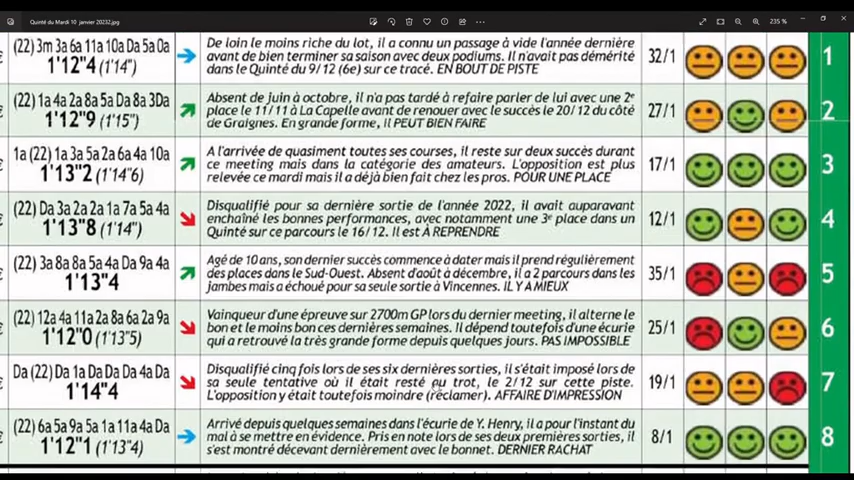 Quinté du Mardi 10 janvier 20232.jpg
235 %
(22) 3m 3a 6a 11a 10a Da 5a 0a
1'12"4 (1'14")
De loin le moins riche du lot, il a connu un passage à vide l'année dernière
avant de bien terminer sa saison avec deux podiums. Il n'avait pas démérité
dans le Quinté du 9/12 (6e) sur ce tracé. EN BOUT DE PISTE
32/1
1
(22) 1a 4a 2a 8a 5a Da 8a 3Da
1'12"9 (1'15")
Absent de juin à octobre, il n'a pas tardé à refaire parler de lui avec une 2e
place le 11/11 à La Capelle avant de renouer avec le succès le 20/12 du côté
de Graignes. En grande forme, il PEUT BIEN FAIRE
27/1
2
1a (22) 1a 3a 5a 2a 6a 4a 10a
1'13"2 (1'14"6)
A l'arrivée de quasiment toutes ses courses, il reste sur deux succès durant
ce meeting mais dans la catégorie des amateurs. L'opposition est plus
relevée ce mardi mais il a déjà bien fait chez les pros. POUR UNE PLACE
17/1
3
(22) Da 3a 2a 2a 1a 7a 5a 4a
1'13"8 (1'14")
Disqualifié pour sa dernière sortie de l'année 2022, il avait auparavant
enchaîné les bonnes performances, avec notamment une 3e place dans un
Quinté sur ce parcours le 16/12. Il est À REPRENDRE
12/1
4
(22) 3a 8a 8a 5a 4a Da 9a 4a
1'13"4
Agé de 10 ans, son dernier succès commence à dater mais il prend régulièrement
des places dans le Sud-Ouest. Absent d'août à décembre, il a 2 parcours dans les
jambes mais a échoué pour sa seule sortie à Vincennes. IL Y A MIEUX
35/1
5
(22) 12a 4a 11a 2a 8a 6a 2a 9a
1'12"0 (1'13"5)
Vainqueur d'une épreuve sur 2700m GP lors du dernier meeting, il alterne le
bon et le moins bon ces dernières semaines. Il dépend toutefois d'une écurie
qui a retrouvé la très grande forme depuis quelques jours. PAS IMPOSSIBLE
25/1
6
Da (22) Da 1a Da Da Da 4a Da
1'14"4
Disqualifié cinq fois lors de ses six dernières sorties, il s'était imposé lors de
sa seule tentative où il était resté au trot, le 2/12 sur cette piste.
L'opposition y était toutefois moindre (réclamer). AFFAIRE D'IMPRESSION
19/1
7
(22) 6a 5a 9a 5a 1a 11a 4a Da
1'12"1 (1'13"4)
Arrivé depuis quelques semaines dans l'écurie de Y. Henry, il a pour l'instant du
mal à se mettre en évidence. Pris en note lors de ses deux premières sorties, il
s'est montré décevant dernièrement avec le bonnet. DERNIER RACHAT
8/1
8